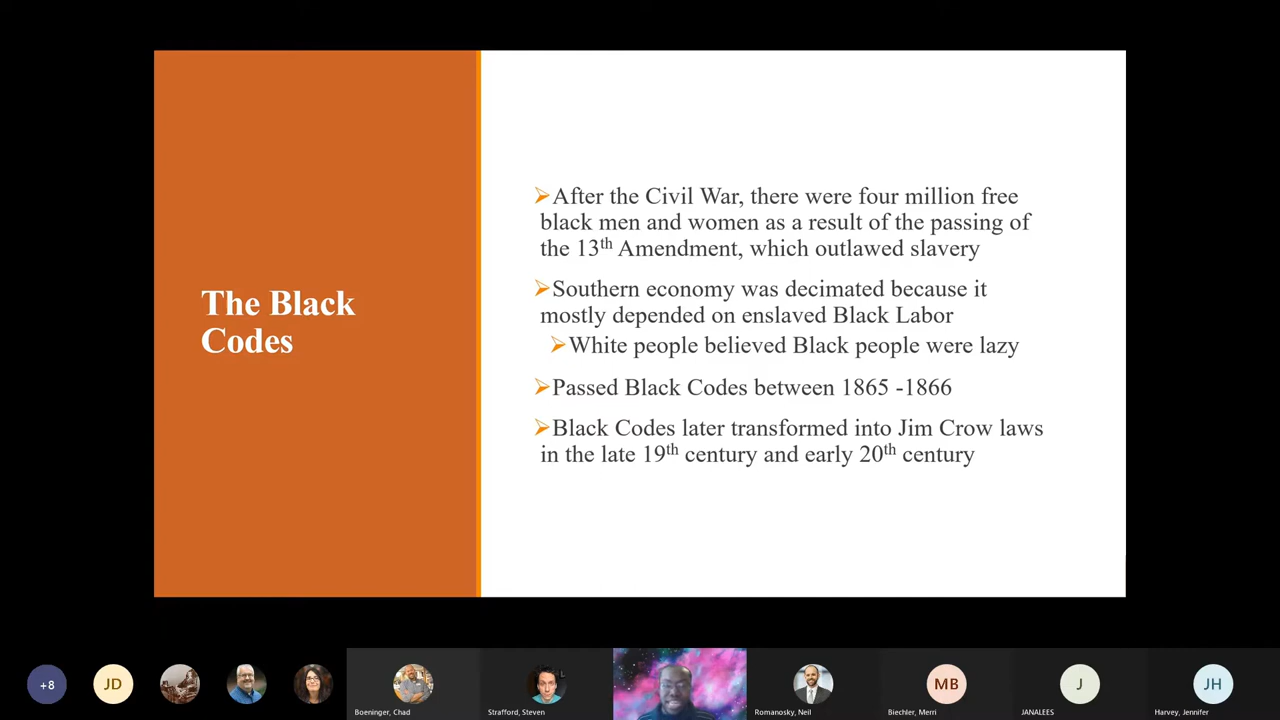 The Black
Codes
➢After the Civil War, there were four million free
black men and women as a result of the passing of
the 13th Amendment, which outlawed slavery
➢Southern economy was decimated because it
mostly depended on enslaved Black Labor
➢White people believed Black people were lazy
➢Passed Black Codes between 1865 -1866
➢Black Codes later transformed into Jim Crow laws
in the late 19th century and early 20th century
+8
JD
Boeninger, Chad
Strafford, Steven
Romanosky, Neil
MB
Biechler, Merri
J
JANALEES
JH
Harvey, Jennifer